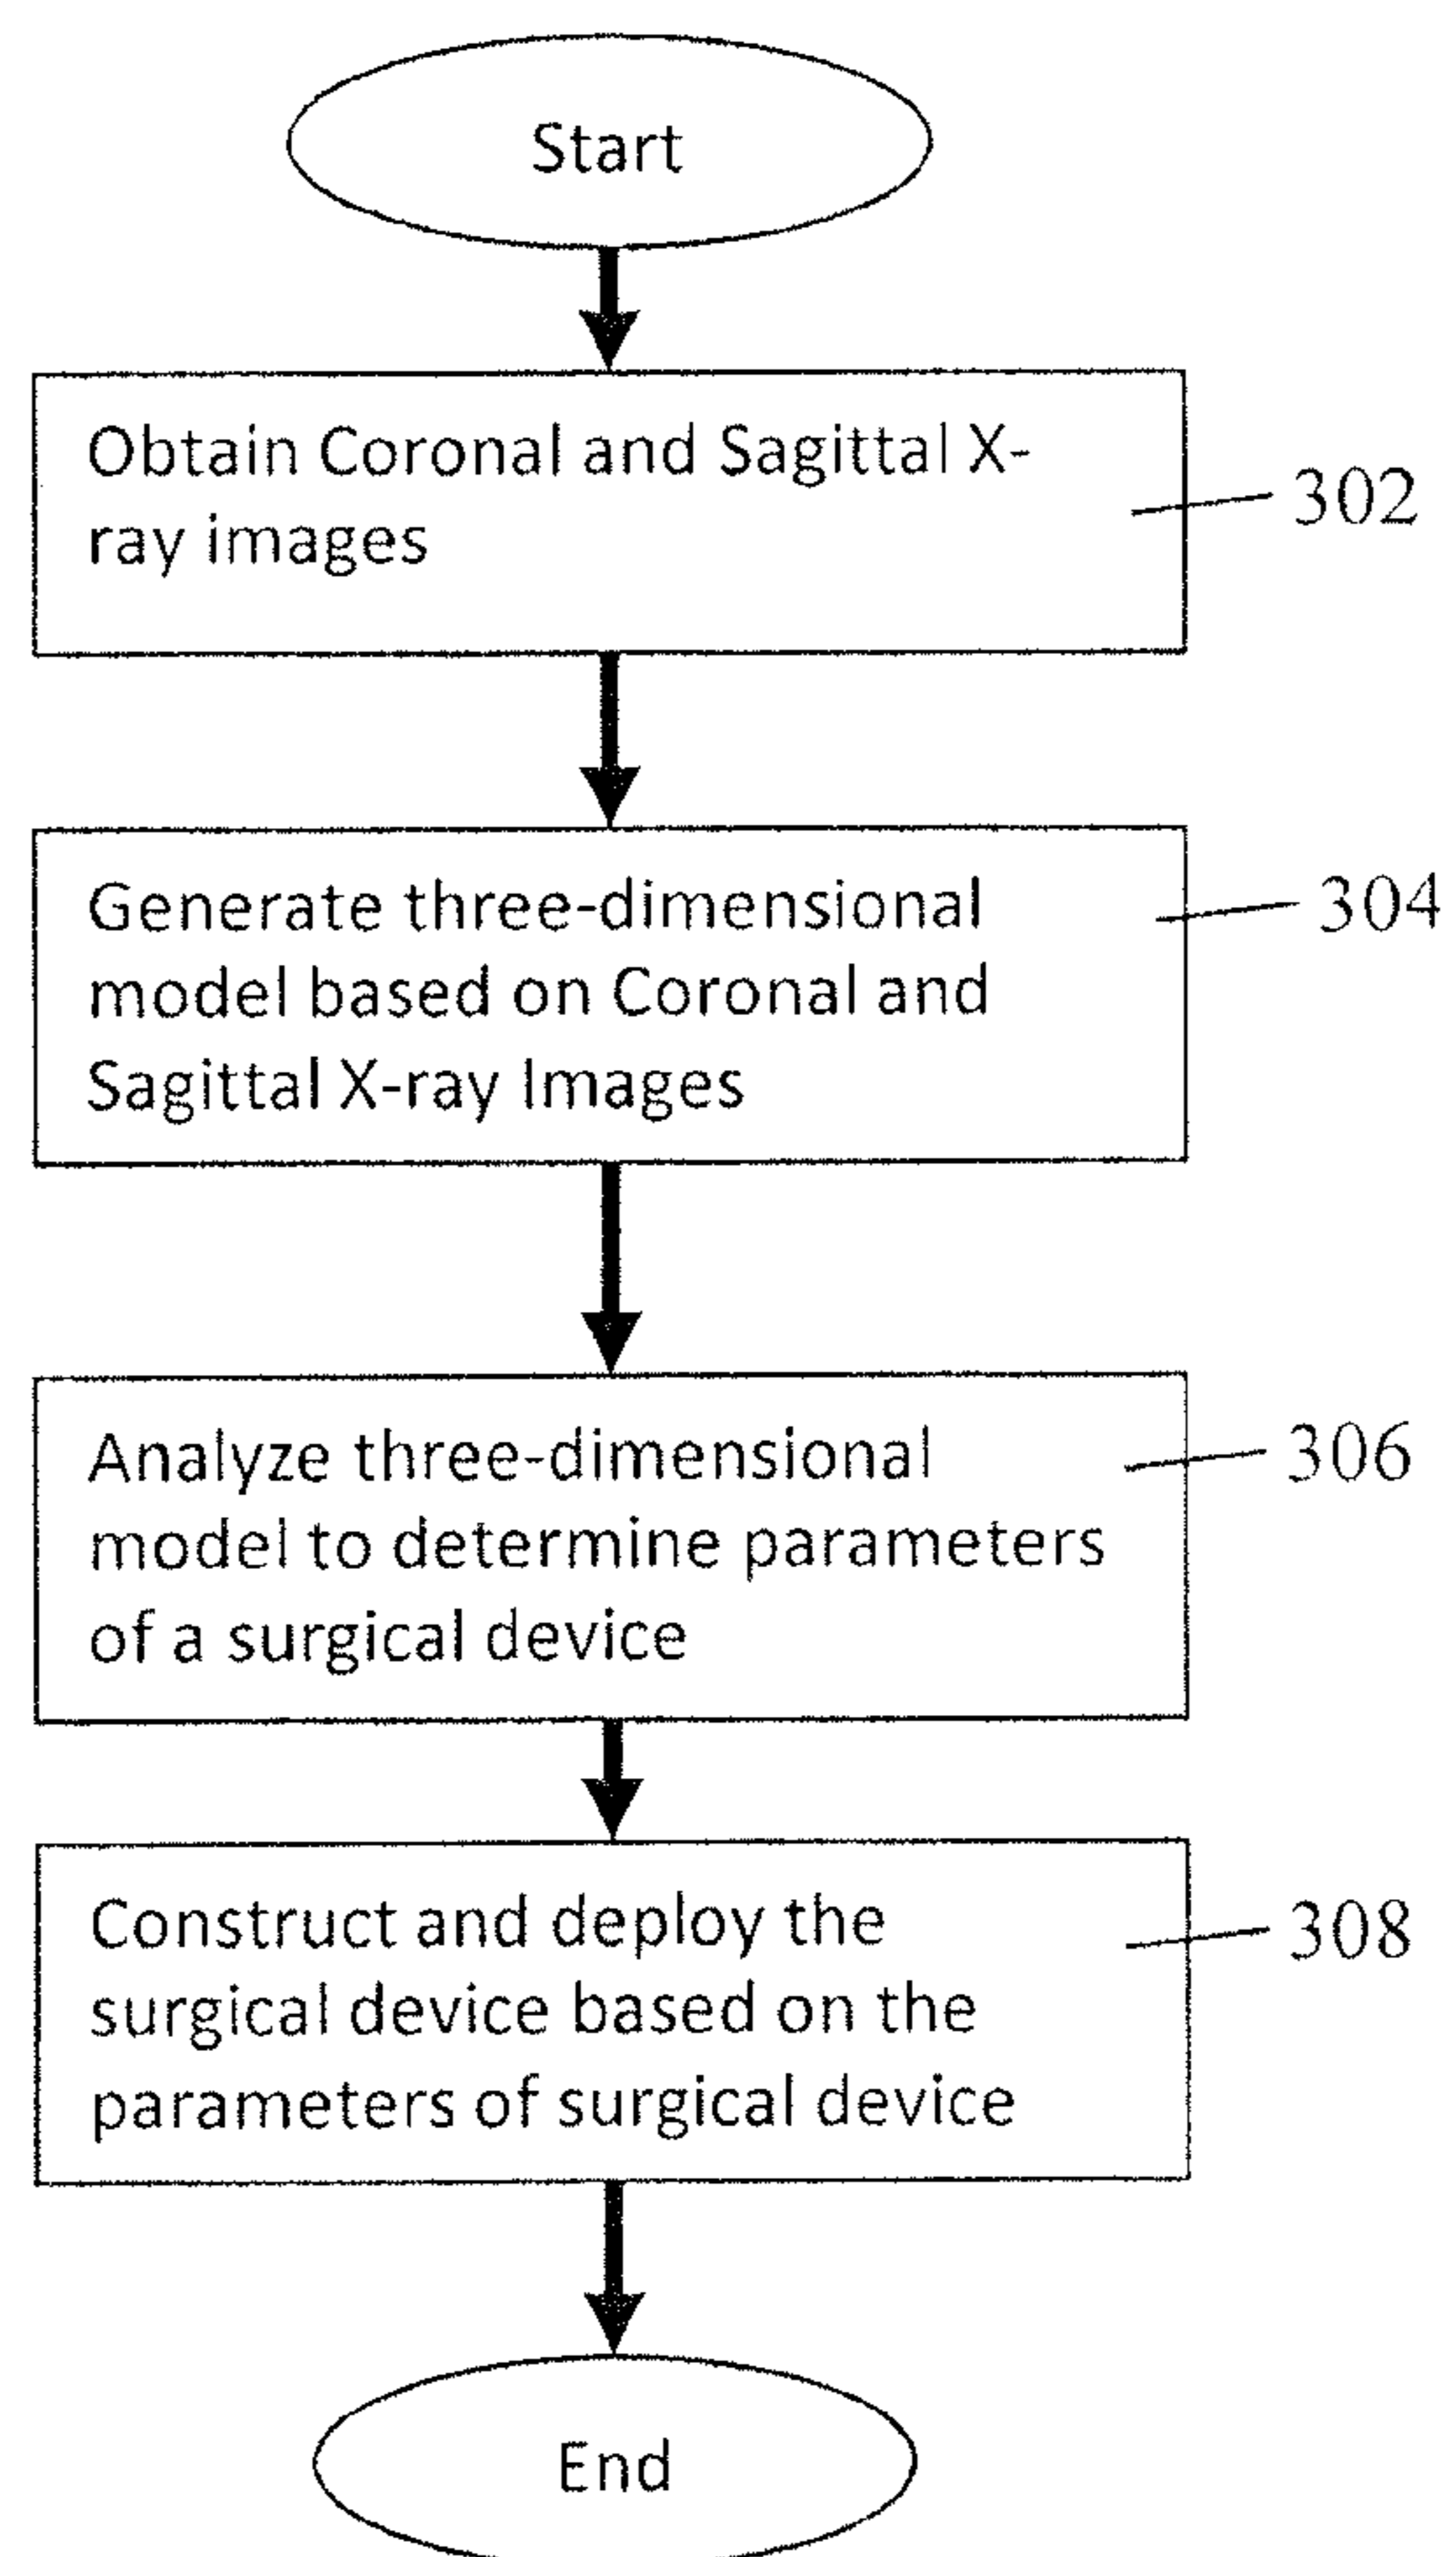 Start
Obtain Coronal and Sagittal X-
ray images
302
Generate three-dimensional
model based on Coronal and
Sagittal X-ray Images
304
Analyze three-dimensional
model to determine parameters
of a surgical device
306
Construct and deploy the
surgical device based on the
parameters of surgical device
308
End